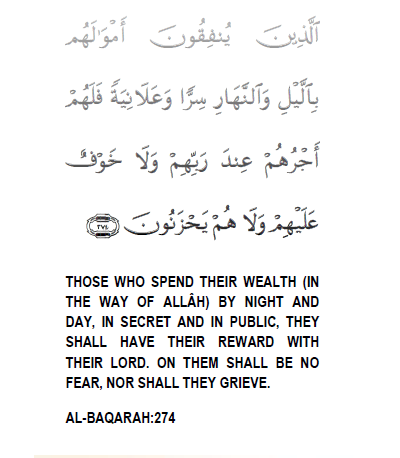 ٱلَّذِينَ يُنفِقُونَ أَمْوَٰلَهُم
بِٱلَّيْلِ وَٱلنَّهَارِ سِرًّا وَعَلَانِيَةً فَلَهُمْ
أَجْرُهُمْ عِندَ رَبِّهِمْ وَلَا خَوْفٌ
عَلَيْهِمْ وَلَا هُمْ يَحْزَنُونَ ٢٧٤
THOSE WHO SPEND THEIR WEALTH (IN
THE WAY OF ALLÂH) BY NIGHT AND
DAY, IN SECRET AND IN PUBLIC, THEY
SHALL HAVE THEIR REWARD WITH
THEIR LORD. ON THEM SHALL BE NO
FEAR, NOR SHALL THEY GRIEVE.
AL-BAQARAH:274